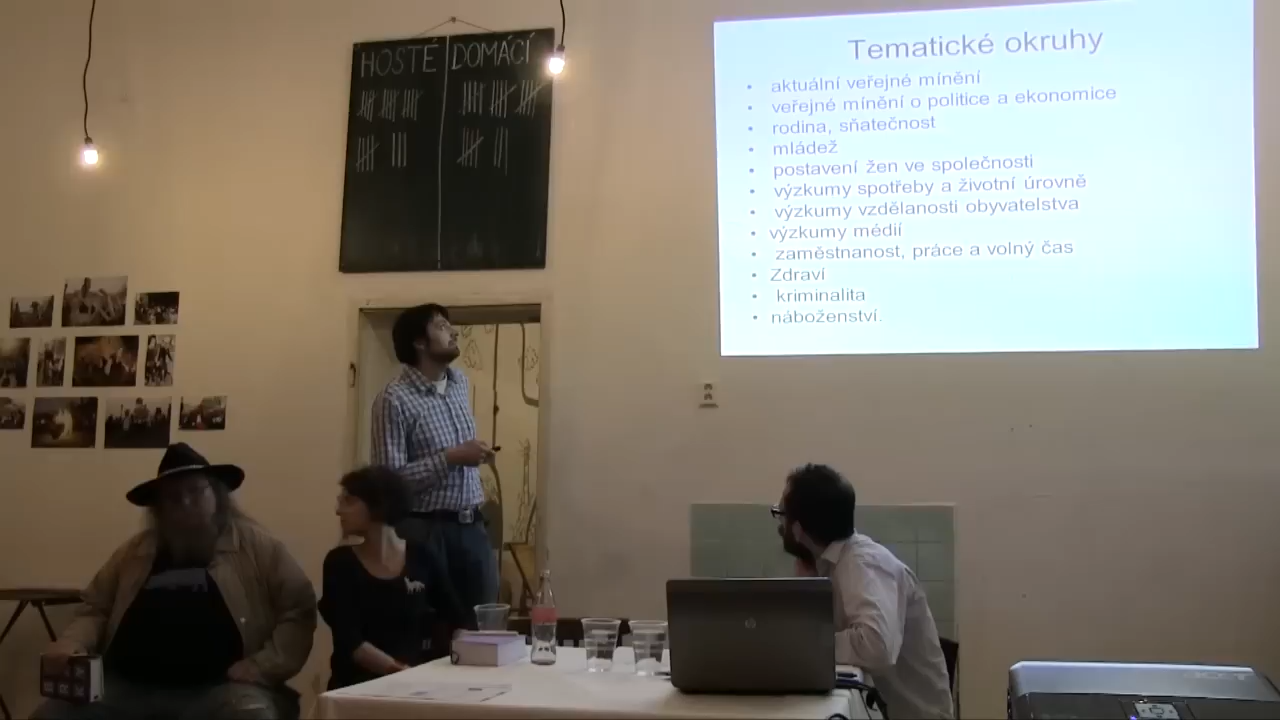 HOSTÉ DOMÁCÍ
Tematické okruhy
• aktuální veřejné mínění
• veřejné mínění o politice a ekonomice
• rodina, sňatečnost
• mládež
• postavení žen ve společnosti
• výzkumy spotřeby a životní úrovně
• výzkumy vzdělanosti obyvatelstva
• výzkumy médií
• zaměstnanost, práce a volný čas
• Zdraví
• kriminalita
• náboženství.
hp